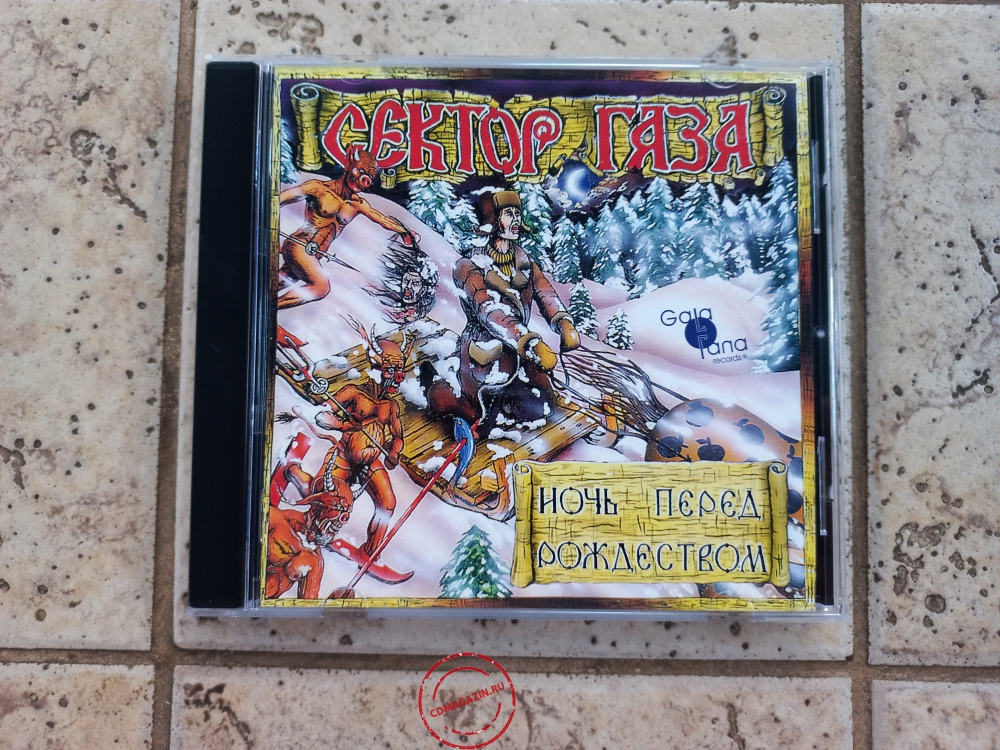 СЕКТОР ГАЗА
Gala
Гала
records®
НОЧЬ ПЕРЕД
РОЖДЕСТВОМ
CDMAGAZIN.RU